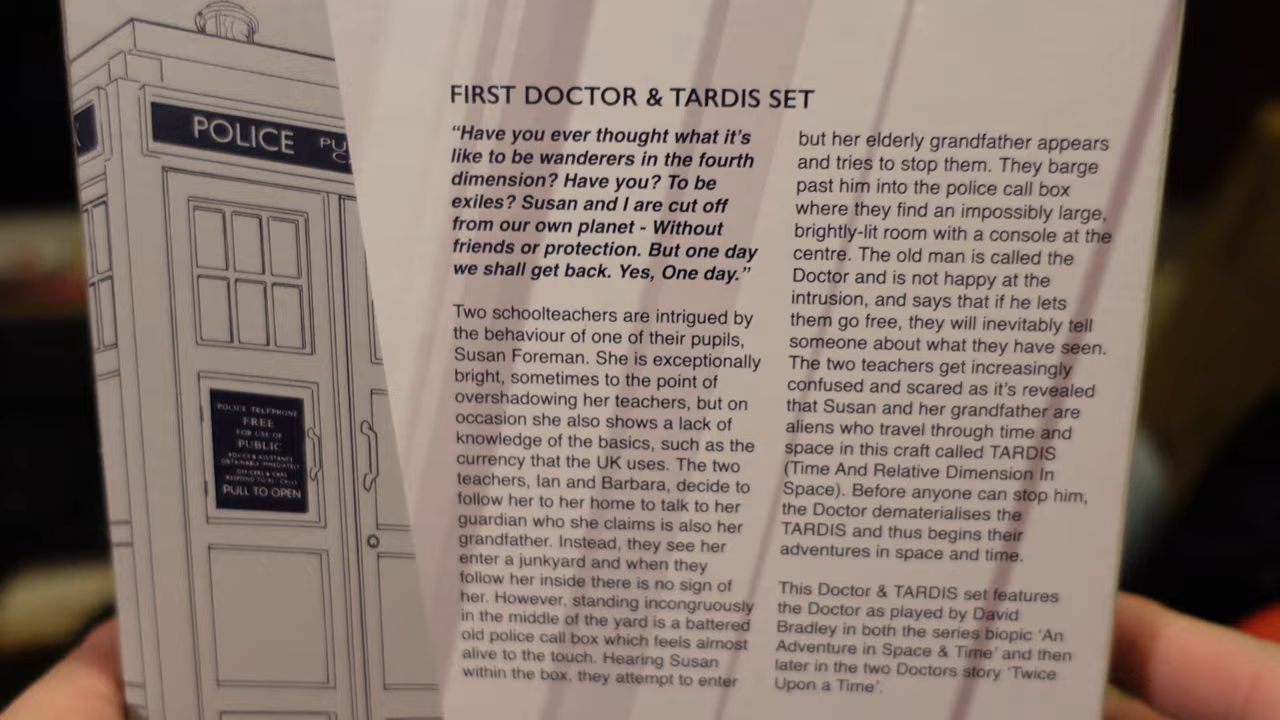 POLICE PU
C
POLICE TELEPHONE
FREE
FOR USE OF
PUBLIC
ADVICE & ASSISTANCE
OBTAINABLE IMMEDIATELY
OFFICERS & CARS
RESPOND TO ALL CALLS
PULL TO OPEN
FIRST DOCTOR & TARDIS SET
“Have you ever thought what it’s
like to be wanderers in the fourth
dimension? Have you? To be
exiles? Susan and I are cut off
from our own planet - Without
friends or protection. But one day
we shall get back. Yes, One day.”
Two schoolteachers are intrigued by
the behaviour of one of their pupils,
Susan Foreman. She is exceptionally
bright, sometimes to the point of
overshadowing her teachers, but on
occasion she also shows a lack of
knowledge of the basics, such as the
currency that the UK uses. The two
teachers, Ian and Barbara, decide to
follow her to her home to talk to her
guardian who she claims is also her
grandfather. Instead, they see her
enter a junkyard and when they
follow her inside there is no sign of
her. However, standing incongruously
in the middle of the yard is a battered
old police call box which feels almost
alive to the touch. Hearing Susan
within the box, they attempt to enter
but her elderly grandfather appears
and tries to stop them. They barge
past him into the police call box
where they find an impossibly large,
brightly-lit room with a console at the
centre. The old man is called the
Doctor and is not happy at the
intrusion, and says that if he lets
them go free, they will inevitably tell
someone about what they have seen.
The two teachers get increasingly
confused and scared as it’s revealed
that Susan and her grandfather are
aliens who travel through time and
space in this craft called TARDIS
(Time And Relative Dimension In
Space). Before anyone can stop him,
the Doctor dematerialises the
TARDIS and thus begins their
adventures in space and time.
This Doctor & TARDIS set features
the Doctor as played by David
Bradley in both the series biopic ‘An
Adventure in Space & Time’ and then
later in the two Doctors story ‘Twice
Upon a Time’.